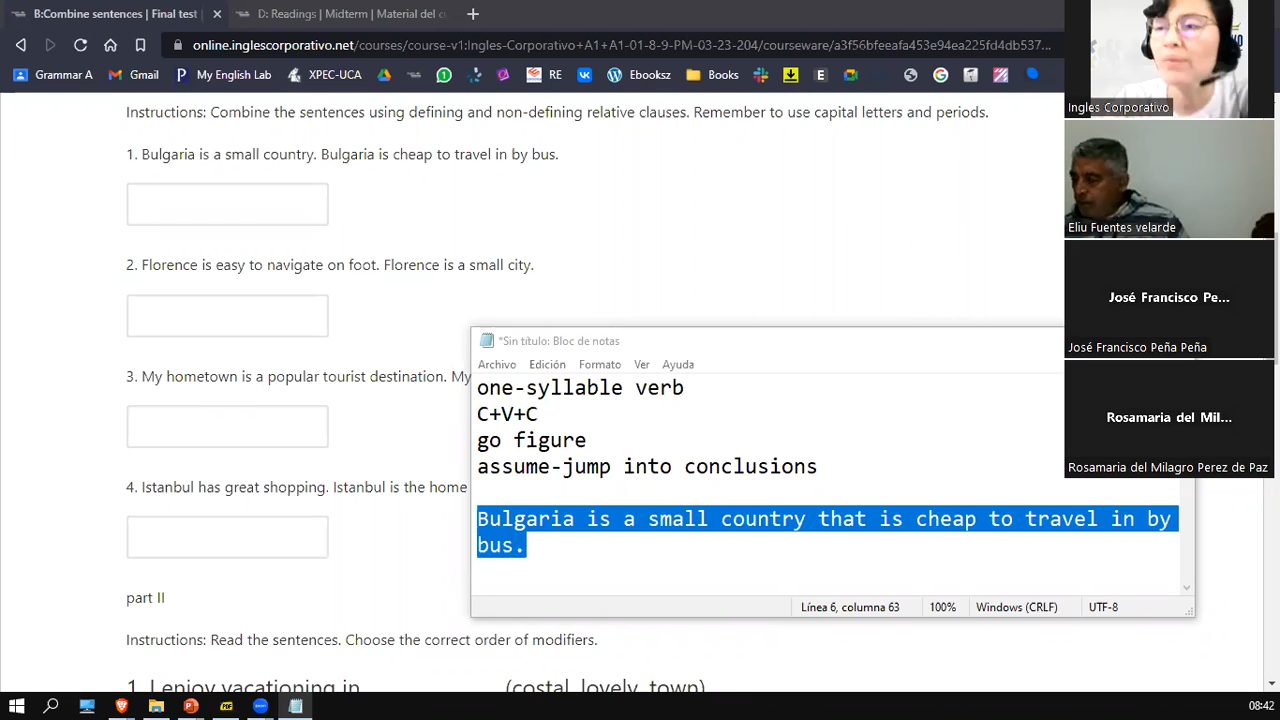 B:Combine sentences | Final test
D: Readings | Midterm | Material del c
online.inglescorporativo.net/courses/course-v1:Ingles-Corporativo+A1+A1-01-8-9-PM-03-23-204/courseware/a3f56bfeeafa453e94ea225fd4db537...
Grammar A
Gmail
My English Lab
XPEC-UCA
RE
Ebooksz
Books
E
Instructions: Combine the sentences using defining and non-defining relative clauses. Remember to use capital letters and periods.
1. Bulgaria is a small country. Bulgaria is cheap to travel in by bus.
2. Florence is easy to navigate on foot. Florence is a small city.
3. My hometown is a popular tourist destination. My
4. Istanbul has great shopping. Istanbul is the home
part II
Instructions: Read the sentences. Choose the correct order of modifiers.
1. I enjoy vacationing in (costal, lovely, town)
*Sin título: Bloc de notas
Archivo Edición Formato Ver Ayuda
one-syllable verb
C+V+C
go figure
assume-jump into conclusions
Bulgaria is a small country that is cheap to travel in by
bus.
Línea 6, columna 63 100% Windows (CRLF) UTF-8
Ingles Corporativo
Eliu Fuentes velarde
José Francisco Pe...
José Francisco Peña Peña
Rosamaria del Mil...
Rosamaria del Milagro Perez de Paz
08:42